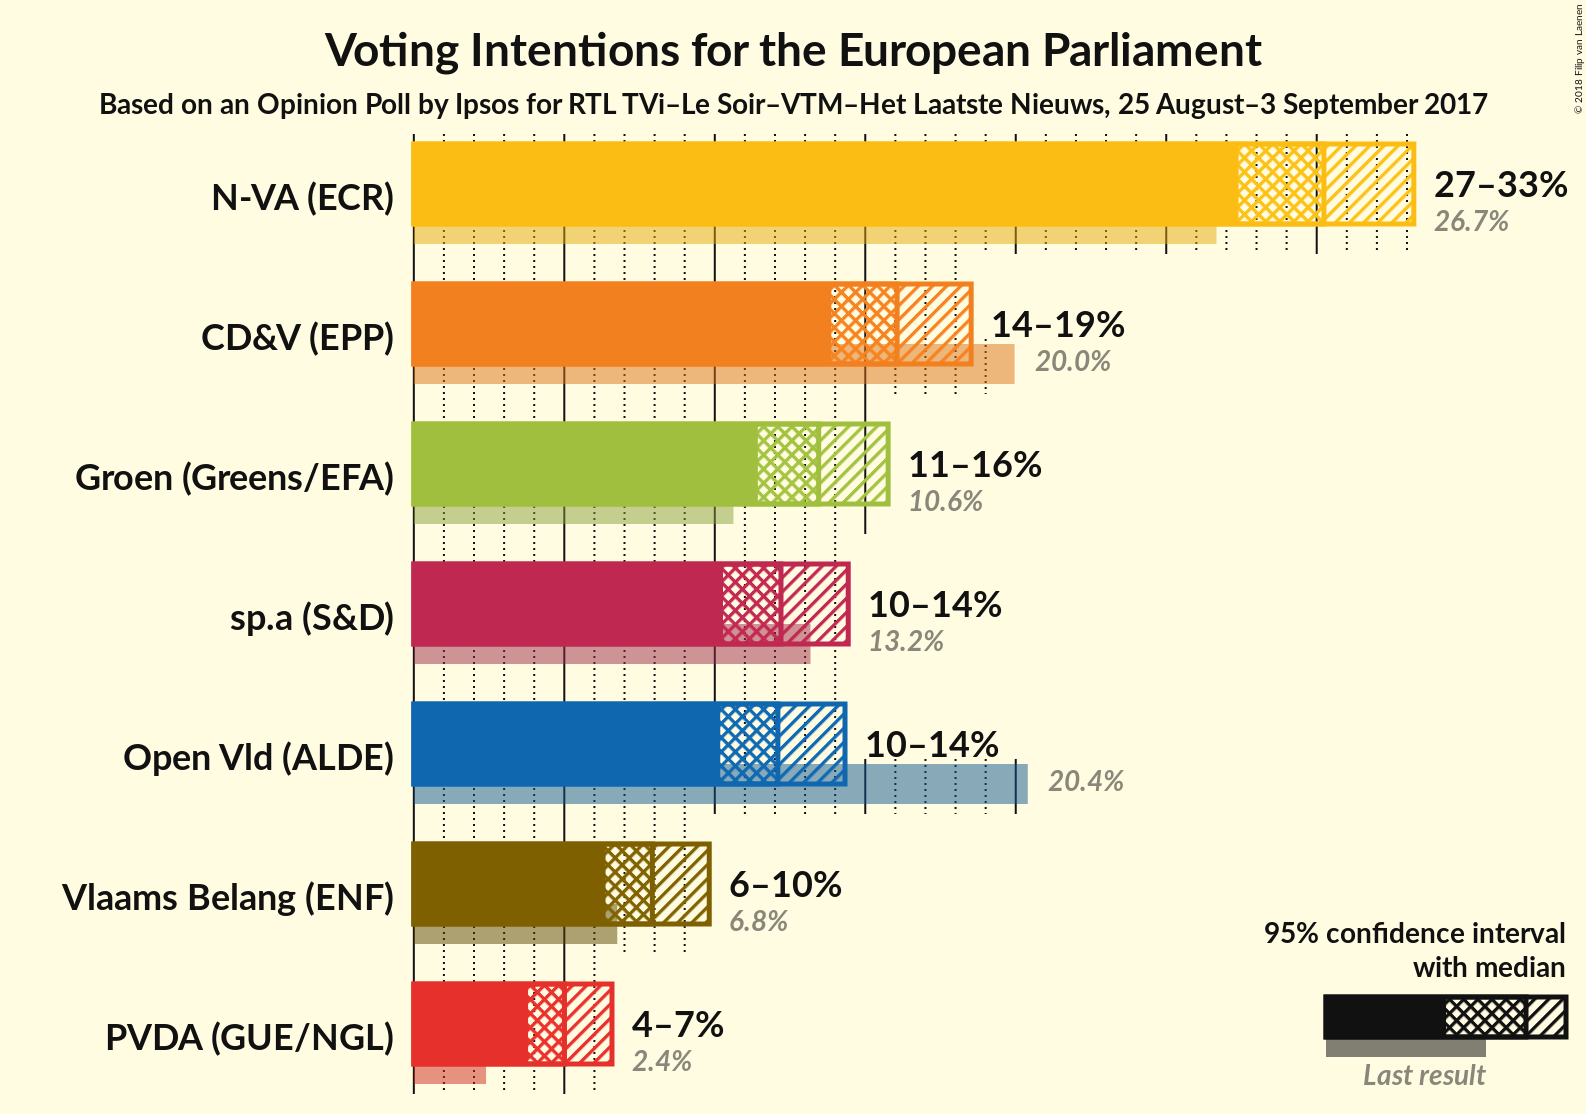 Voting Intentions for the European Parliament
Based on an Opinion Poll by Ipsos for RTL TVi–Le Soir–VTM–Het Laatste Nieuws, 25 August–3 September 2017
© 2018 Filip van Laenen
N-VA (ECR)
27–33%
26.7%
CD&V (EPP)
14–19%
20.0%
Groen (Greens/EFA)
11–16%
10.6%
sp.a (S&D)
10–14%
13.2%
Open Vld (ALDE)
10–14%
20.4%
Vlaams Belang (ENF)
6–10%
6.8%
PVDA (GUE/NGL)
4–7%
2.4%
95% confidence interval
with median
Last result